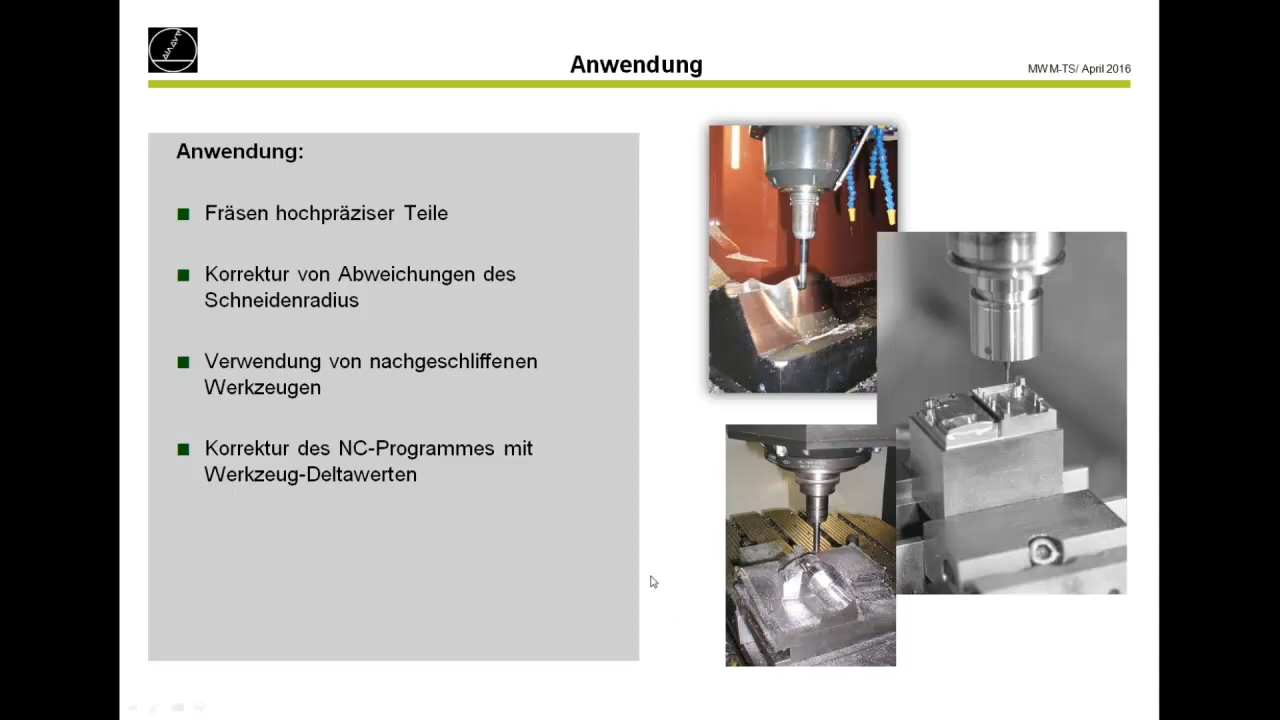 Anwendung
MWM-TS/ April 2016
Anwendung:
Fräsen hochpräziser Teile
Korrektur von Abweichungen des
Schneidenradius
Verwendung von nachgeschliffenen
Werkzeugen
Korrektur des NC-Programmes mit
Werkzeug-Deltawerten